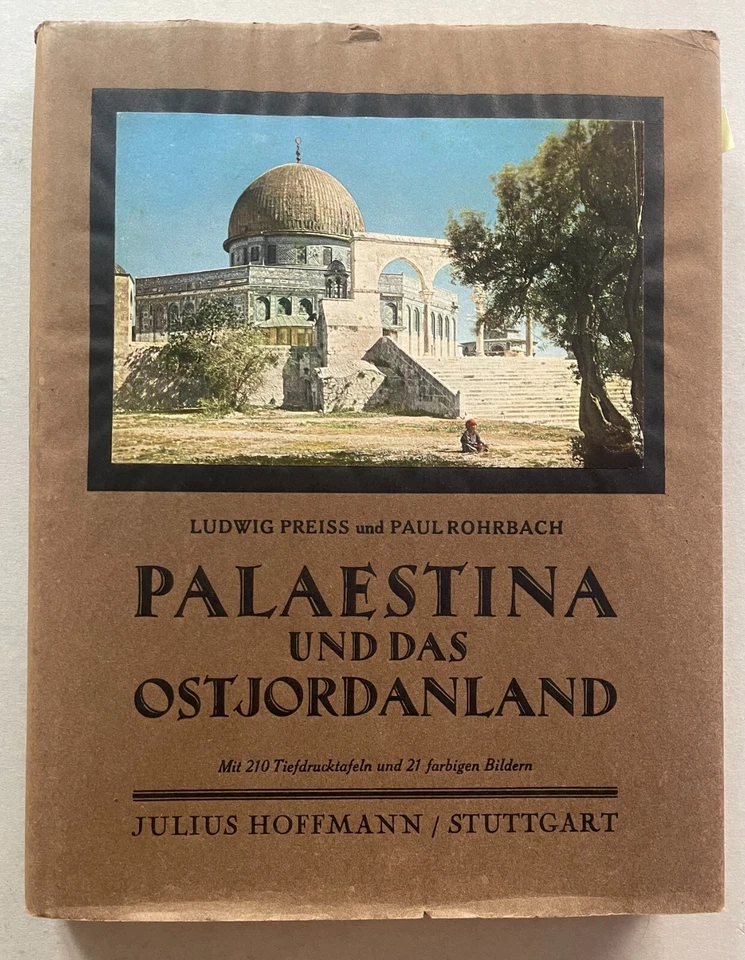 LUDWIG PREISS und PAUL ROHRBACH
PALAESTINA
UND DAS
OSTJORDANLAND
Mit 210 Tiefdrucktafeln und 21 farbigen Bildern
JULIUS HOFFMANN / STUTTGART